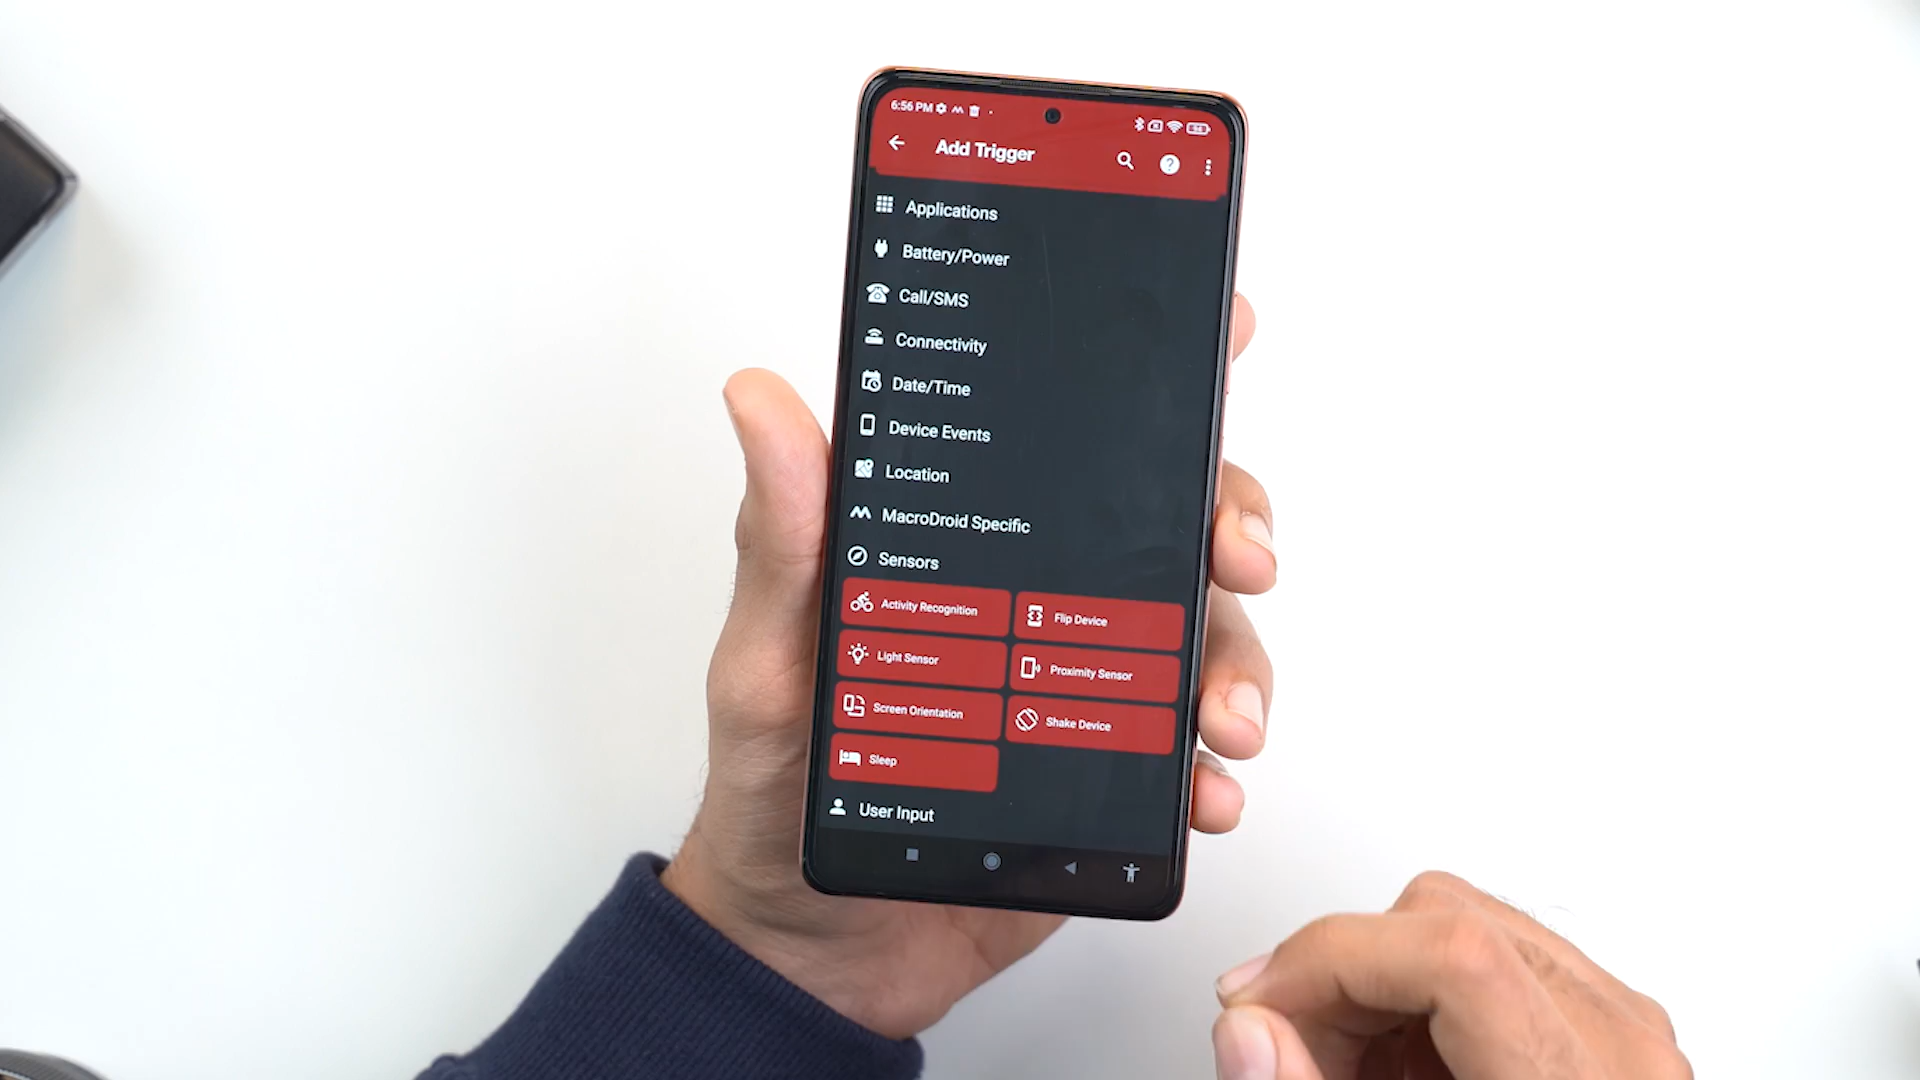 6:56 PM
94
Add Trigger
?
Applications
Battery/Power
Call/SMS
Connectivity
Date/Time
Device Events
Location
MacroDroid Specific
Sensors
Activity Recognition
Flip Device
Light Sensor
Proximity Sensor
Screen Orientation
Shake Device
Sleep
User Input